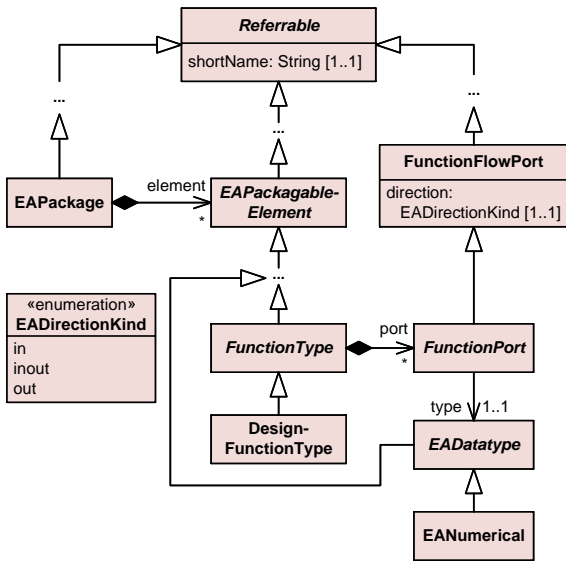 Referrable
shortName: String [1..1]
...
...
...
EAPackage
element
*
EAPackagable-
Element
FunctionFlowPort
direction:
EADirectionKind [1..1]
...
«enumeration»
EADirectionKind
in
inout
out
FunctionType
port
*
FunctionPort
Design-
FunctionType
type
1..1
EADatatype
EANumerical